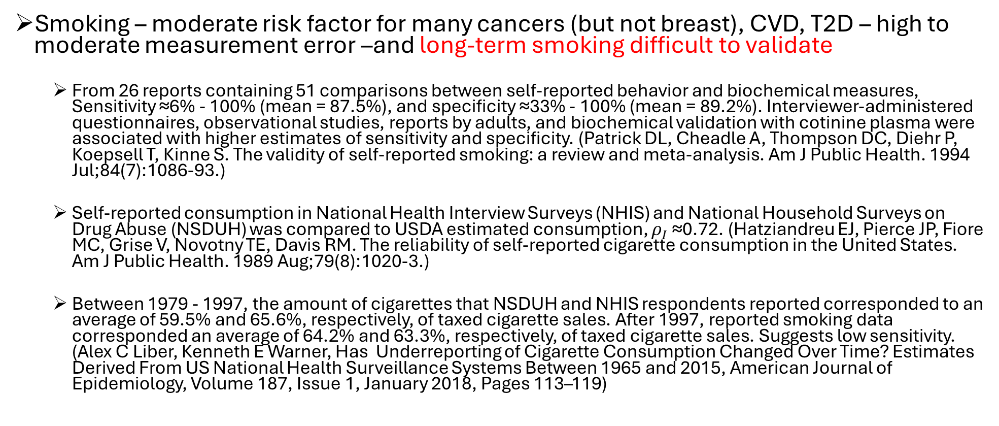 ➢Smoking – moderate risk factor for many cancers (but not breast), CVD, T2D – high to
moderate measurement error –and long-term smoking difficult to validate
➢ From 26 reports containing 51 comparisons between self-reported behavior and biochemical measures,
Sensitivity ≈6% - 100% (mean = 87.5%), and specificity ≈33% - 100% (mean = 89.2%). Interviewer-administered
questionnaires, observational studies, reports by adults, and biochemical validation with cotinine plasma were
associated with higher estimates of sensitivity and specificity. (Patrick DL, Cheadle A, Thompson DC, Diehr P,
Koepsell T, Kinne S. The validity of self-reported smoking: a review and meta-analysis. Am J Public Health. 1994
Jul;84(7):1086-93.)
➢ Self-reported consumption in National Health Interview Surveys (NHIS) and National Household Surveys on
Drug Abuse (NSDUH) was compared to USDA estimated consumption, ρ_I ≈0.72. (Hatziandreu EJ, Pierce JP, Fiore
MC, Grise V, Novotny TE, Davis RM. The reliability of self-reported cigarette consumption in the United States.
Am J Public Health. 1989 Aug;79(8):1020-3.)
➢ Between 1979 - 1997, the amount of cigarettes that NSDUH and NHIS respondents reported corresponded to an
average of 59.5% and 65.6%, respectively, of taxed cigarette sales. After 1997, reported smoking data
corresponded an average of 64.2% and 63.3%, respectively, of taxed cigarette sales. Suggests low sensitivity.
(Alex C Liber, Kenneth E Warner, Has  Underreporting of Cigarette Consumption Changed Over Time? Estimates
Derived From US National Health Surveillance Systems Between 1965 and 2015, American Journal of
Epidemiology, Volume 187, Issue 1, January 2018, Pages 113–119)